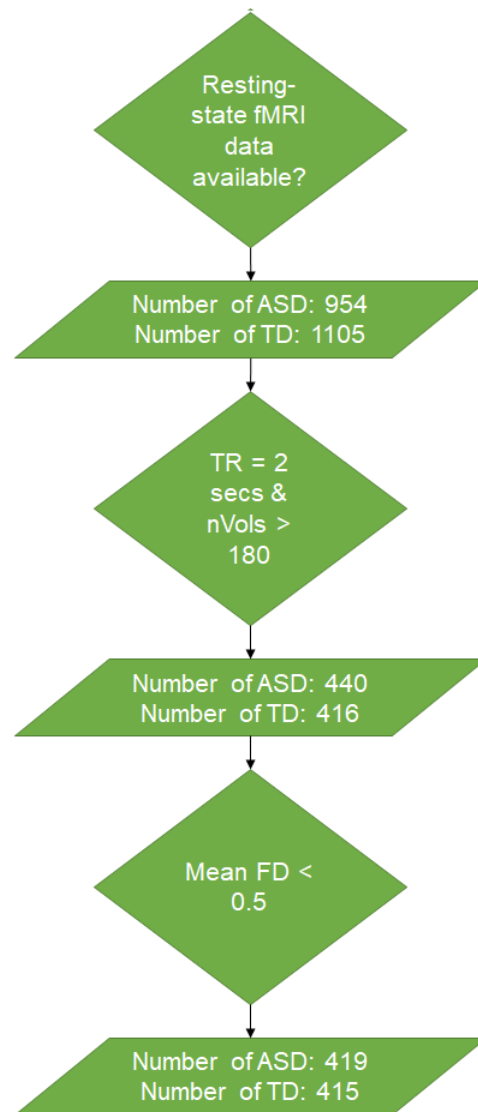 Resting-
state fMRI
data
available?
Number of ASD: 954
Number of TD: 1105
TR = 2
secs &
nVols >
180
Number of ASD: 440
Number of TD: 416
Mean FD <
0.5
Number of ASD: 419
Number of TD: 415